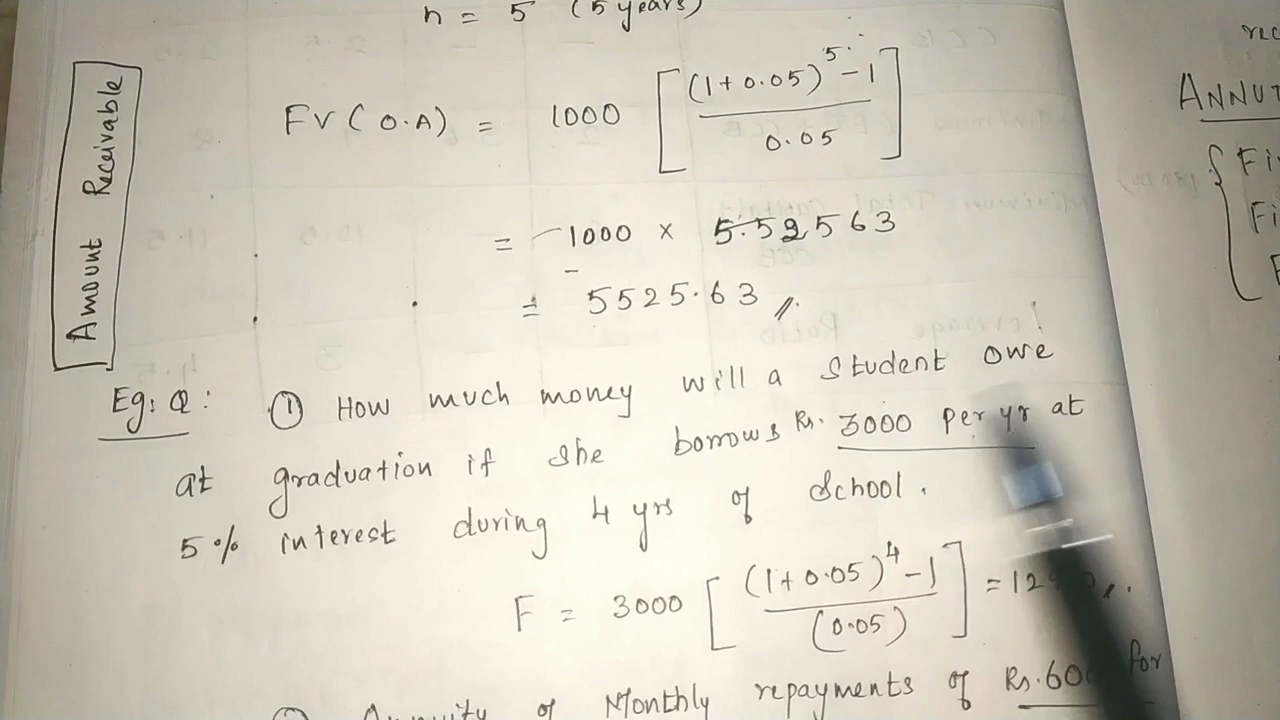 n = 5 (5 years)
Amount Receivable
FV(O.A) = 1000 [(1+0.05)^5 - 1 / 0.05]
= 1000 × 5.52563
= 5525.63 //.
Eg: Q: ① How much money will a student owe
at graduation if she borrows Rs. 3000 per yr at
5% interest during 4 yrs of School.
F = 3000 [(1+0.05)^4 - 1 / (0.05)] =
Annuity of Monthly repayments of Rs. for
ANNUT